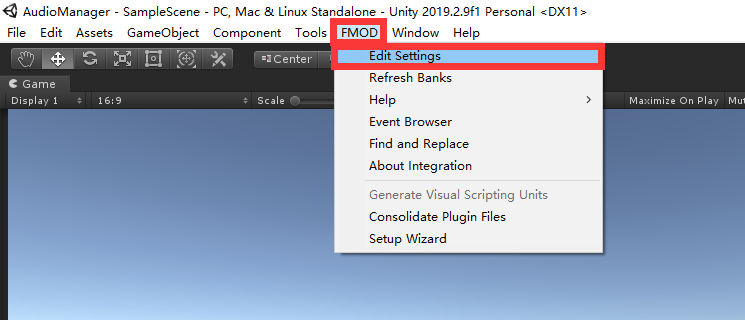 AudioManager - SampleScene - PC, Mac & Linux Standalone - Unity 2019.2.9f1 Personal <DX11>
File Edit Assets GameObject Component Tools FMOD Window Help
Center
Edit Settings
Refresh Banks
Help
Event Browser
Find and Replace
About Integration
Generate Visual Scripting Units
Consolidate Plugin Files
Setup Wizard
Game
Display 1 16:9 Scale Maximize On Play Mut